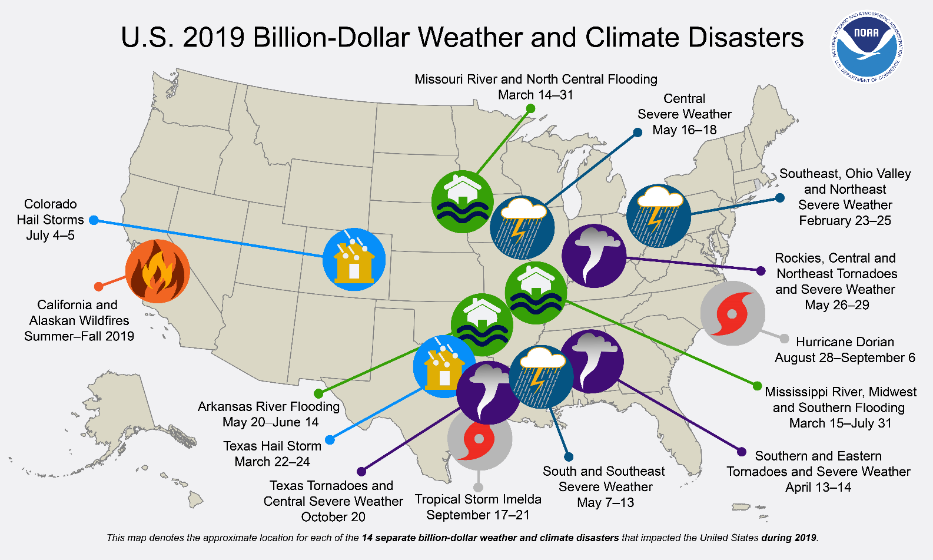 U.S. 2019 Billion-Dollar Weather and Climate Disasters
NOAA
Missouri River and North Central Flooding
March 14–31
Central
Severe Weather
May 16–18
Southeast, Ohio Valley
and Northeast
Severe Weather
February 23–25
Colorado
Hail Storms
July 4–5
Rockies, Central and
Northeast Tornadoes
and Severe Weather
May 26–29
California and
Alaskan Wildfires
Summer–Fall 2019
Hurricane Dorian
August 28–September 6
Mississippi River, Midwest
and Southern Flooding
March 15–July 31
Arkansas River Flooding
May 20–June 14
Texas Hail Storm
March 22–24
Southern and Eastern
Tornadoes and Severe Weather
April 13–14
South and Southeast
Severe Weather
May 7–13
Texas Tornadoes and
Central Severe Weather
October 20
Tropical Storm Imelda
September 17–21
This map denotes the approximate location for each of the 14 separate billion-dollar weather and climate disasters that impacted the United States during 2019.